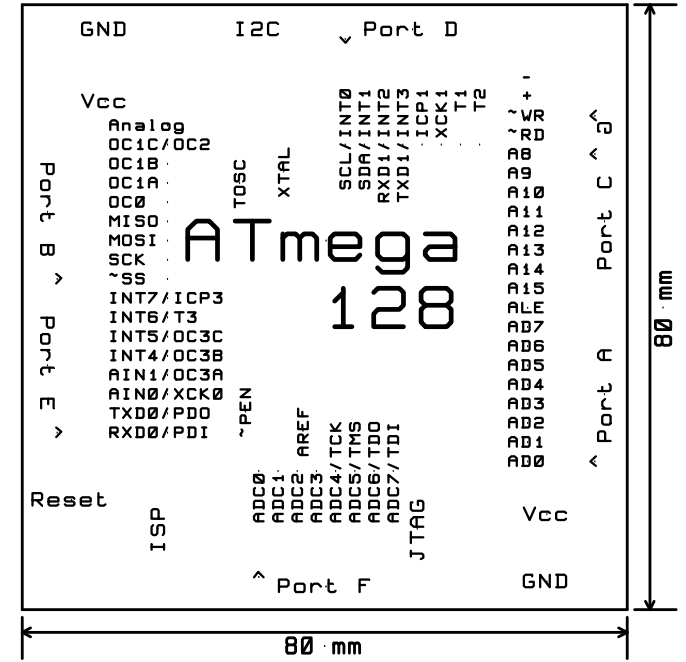 GND I2C ˅ Port D
Vcc
Analog
OC1C/OC2
OC1B
OC1A
OC0
MISO
MOSI
SCK
~SS
INT7/ICP3
INT6/T3
INT5/OC3C
INT4/OC3B
AIN1/OC3A
AIN0/XCK0
TXD0/PDO
RXD0/PDI
Port B >
Port E >
TOSC
XTAL
SCL/INT0
SDA/INT1
RXD1/INT2
TXD1/INT3
ICP1
XCK1
T1
T2
ATmega
128
-
+
~WR
~RD
A8
A9
A10
A11
A12
A13
A14
A15
ALE
AD7
AD6
AD5
AD4
AD3
AD2
AD1
AD0
< G
< Port C
< Port A
80 mm
~PEN
AREF
ADC0
ADC1
ADC2
ADC3
ADC4/TCK
ADC5/TMS
ADC6/TDO
ADC7/TDI
JTAG
Reset
ISP
Vcc
^ Port F
GND
80 mm